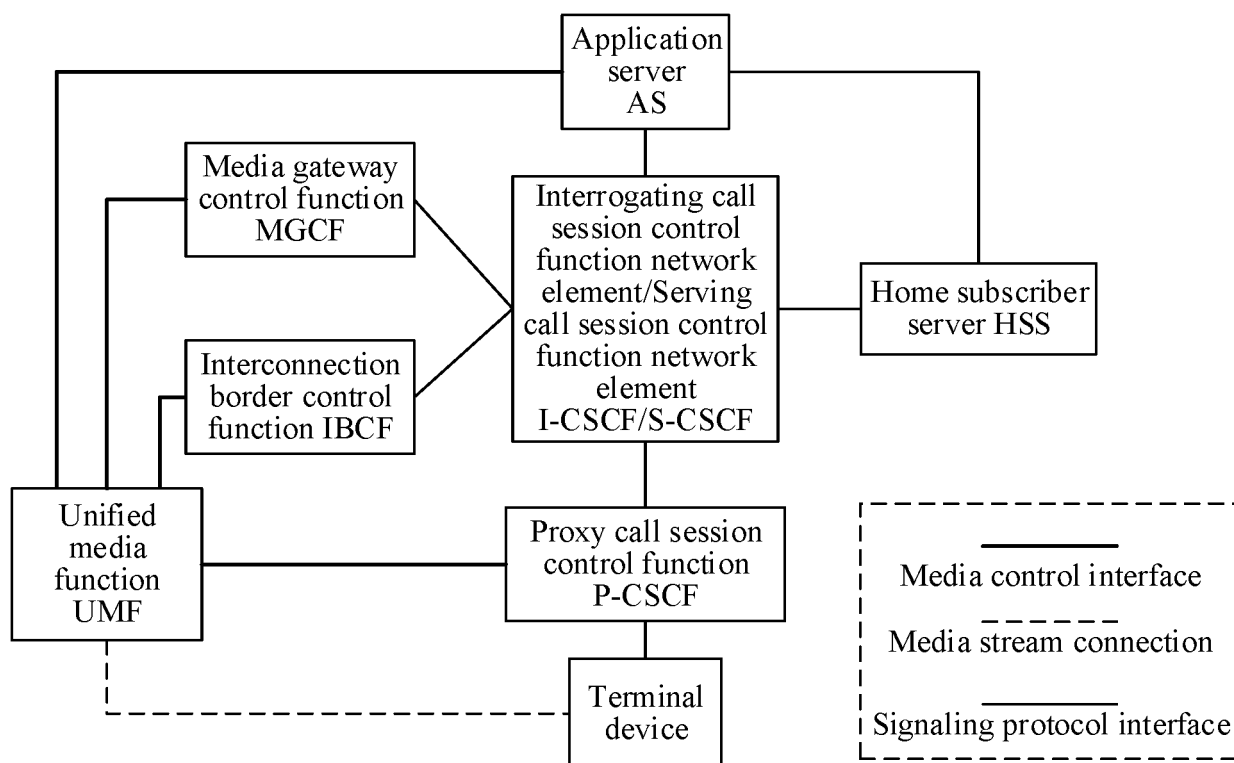 Application
server
AS
Media gateway
control function
MGCF
Interrogating call
session control
function network
element/Serving
call session control
function network
element
I-CSCF/S-CSCF
Home subscriber
server HSS
Interconnection
border control
function IBCF
Unified
media
function
UMF
Proxy call session
control function
P-CSCF
Terminal
device
Media control interface
Media stream connection
Signaling protocol interface